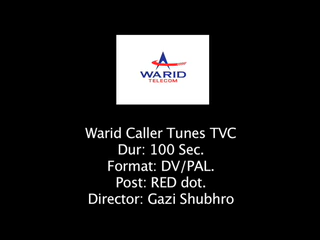 WARID
TELECOM
Warid Caller Tunes TVC
Dur: 100 Sec.
Format: DV/PAL.
Post: RED dot.
Director: Gazi Shubhro